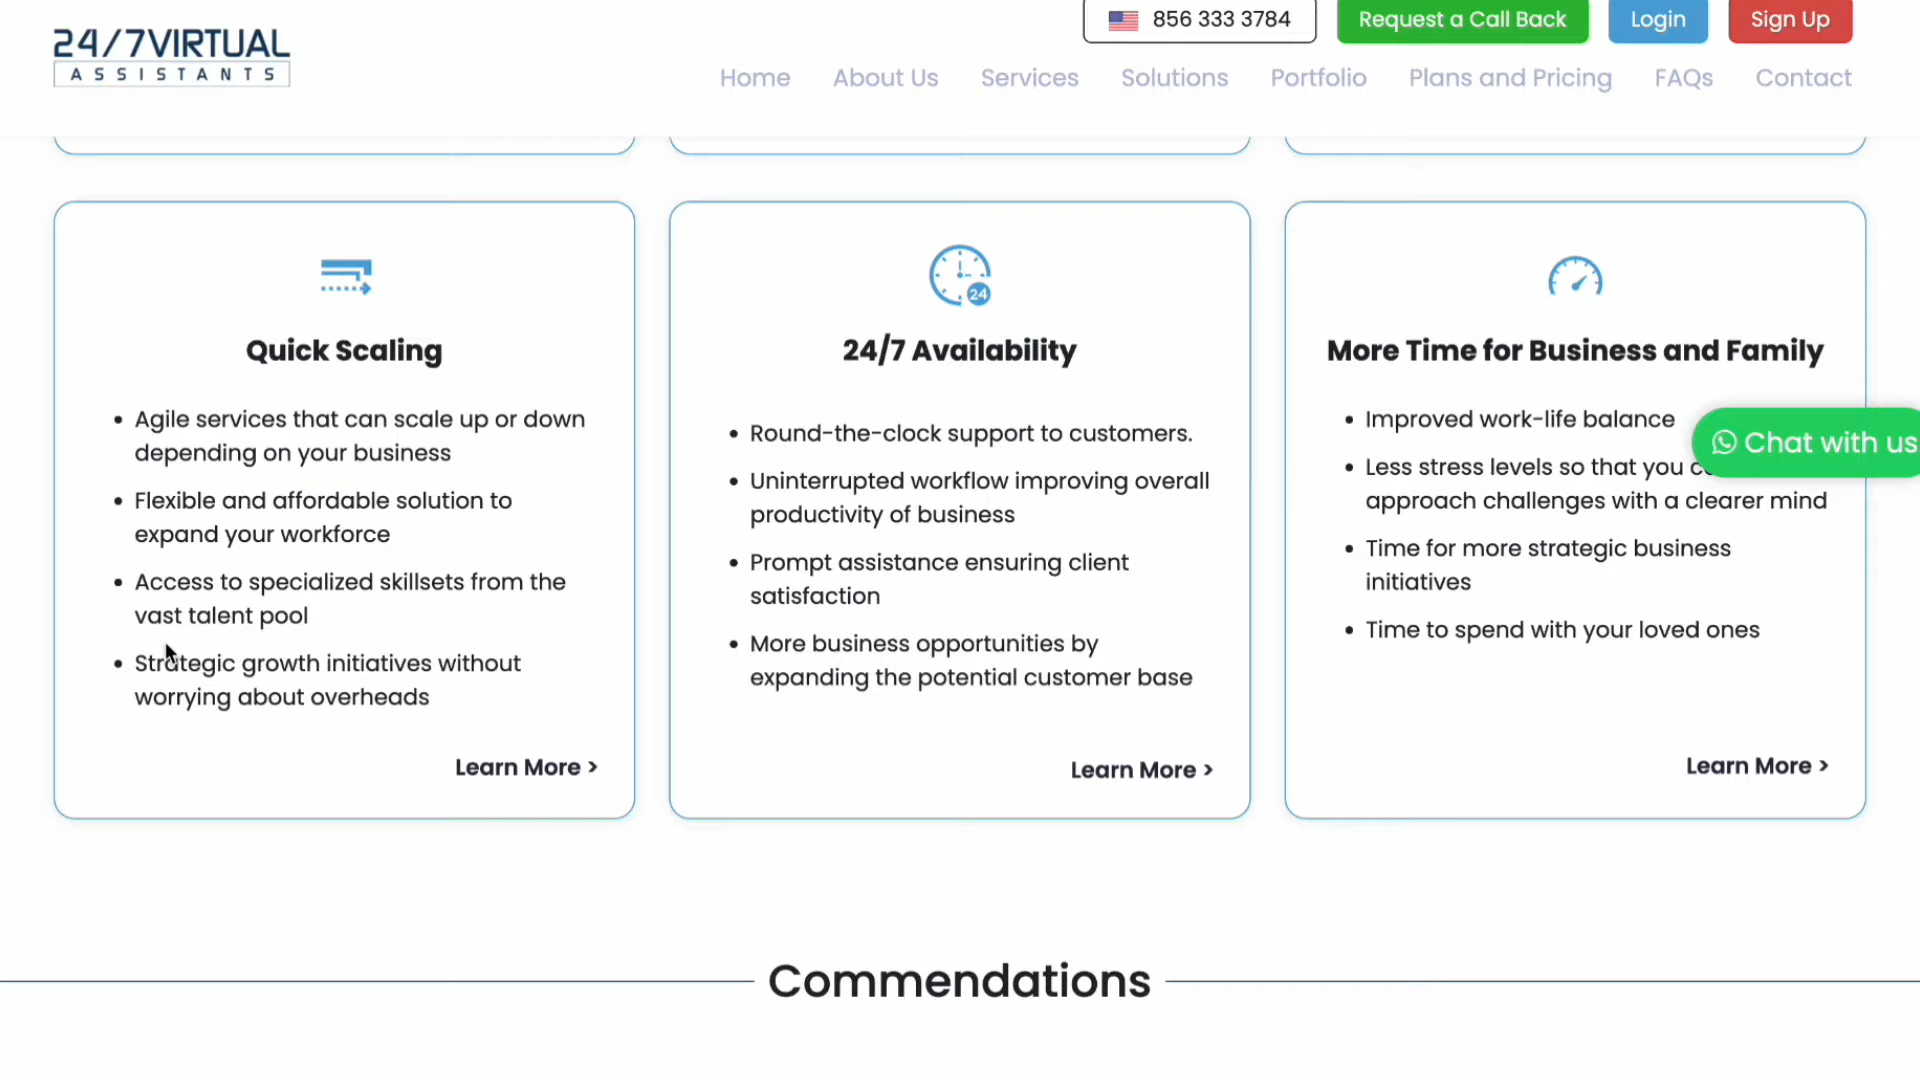 24/7VIRTUAL
ASSISTANTS
856 333 3784
Request a Call Back
Login
Sign Up
Home
About Us
Services
Solutions
Portfolio
Plans and Pricing
FAQs
Contact
Quick Scaling
Agile services that can scale up or down
depending on your business
Flexible and affordable solution to
expand your workforce
Access to specialized skillsets from the
vast talent pool
Strategic growth initiatives without
worrying about overheads
Learn More >
24
24/7 Availability
Round-the-clock support to customers.
Uninterrupted workflow improving overall
productivity of business
Prompt assistance ensuring client
satisfaction
More business opportunities by
expanding the potential customer base
Learn More >
More Time for Business and Family
Improved work-life balance
Less stress levels so that you
approach challenges with a clearer mind
Time for more strategic business
initiatives
Time to spend with your loved ones
Learn More >
Chat with us
Commendations